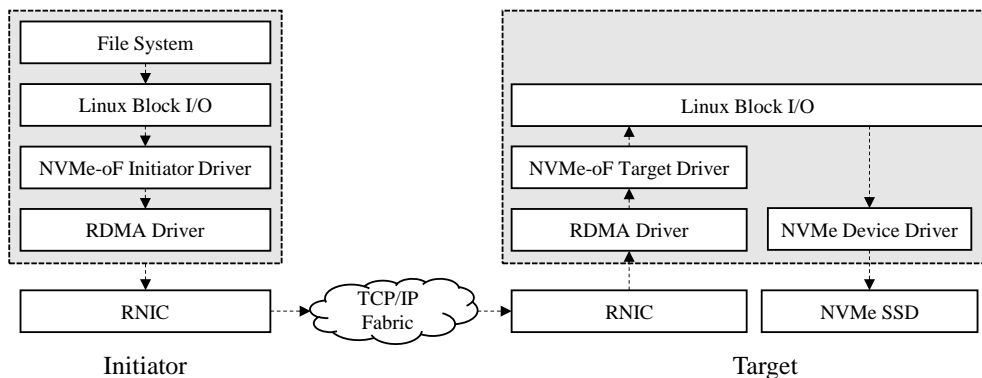 File System
Linux Block I/O
NVMe-oF Initiator Driver
RDMA Driver
RNIC
Initiator
TCP/IP
Fabric
Linux Block I/O
NVMe-oF Target Driver
RDMA Driver
RNIC
NVMe Device Driver
NVMe SSD
Target